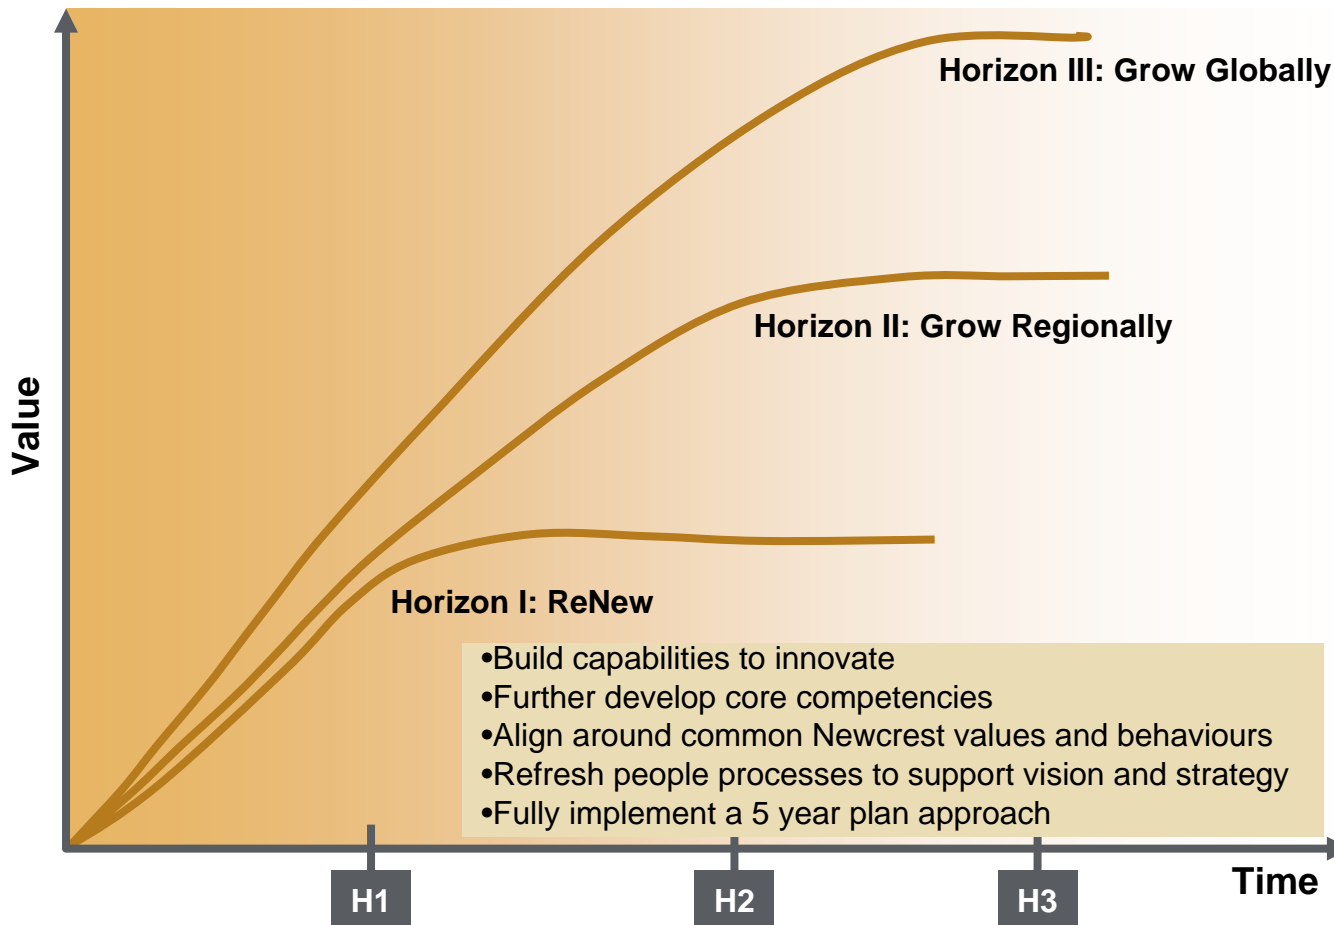 Horizon III: Grow Globally
Horizon II: Grow Regionally
Value
Horizon I: ReNew
•Build capabilities to innovate
•Further develop core competencies
•Align around common Newcrest values and behaviours
•Refresh people processes to support vision and strategy
•Fully implement a 5 year plan approach
Time
H1
H2
H3